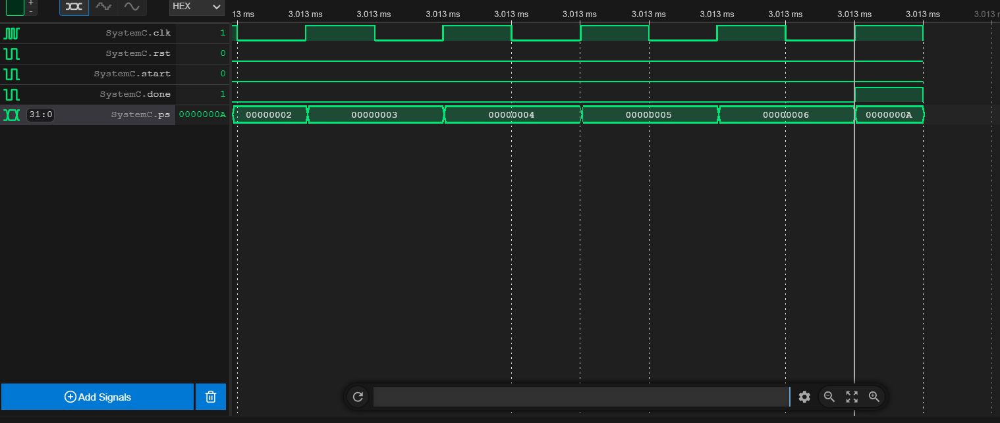 +
-
HEX
13 ms 3.013 ms 3.013 ms 3.013 ms 3.013 ms 3.013 ms 3.013 ms 3.013 ms 3.013 ms 3.013 ms 3.013 ms
SystemC.clk 1
SystemC.rst 0
SystemC.start 0
SystemC.done 1
31:0 SystemC.ps 0000000A 00000002 00000003 00000004 00000005 00000006 0000000A
Add Signals